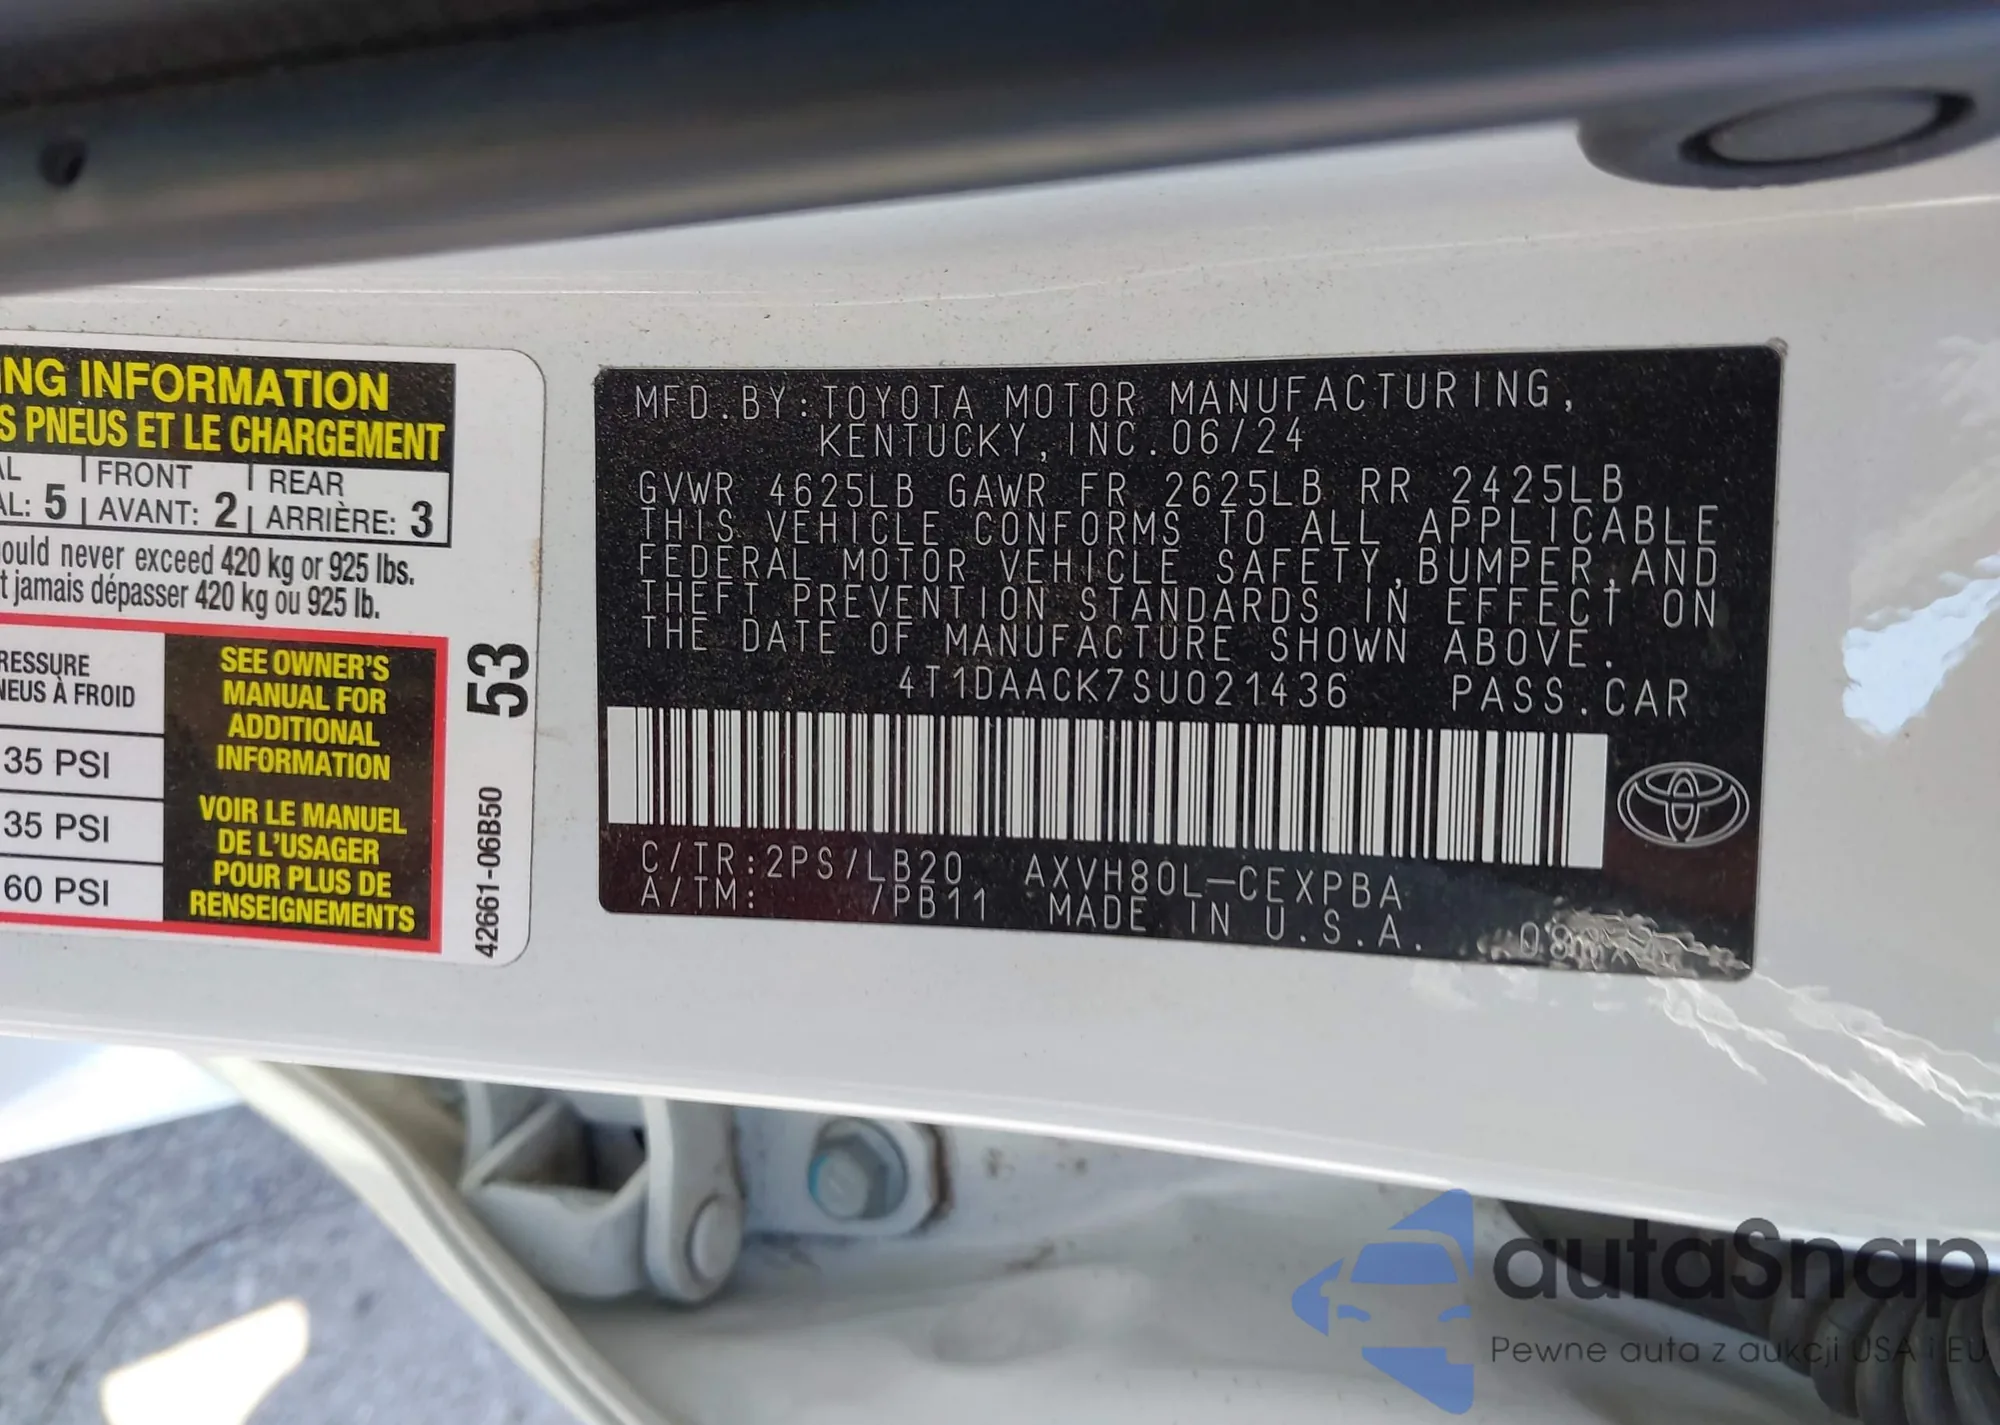 ING INFORMATION
S PNEUS ET LE CHARGEMENT
AL FRONT REAR
AL: 5 AVANT: 2 ARRIÈRE: 3
ould never exceed 420 kg or 925 lbs.
t jamais dépasser 420 kg ou 925 lb.
RESSURE
NEUS À FROID
35 PSI
35 PSI
60 PSI
SEE OWNER'S
MANUAL FOR
ADDITIONAL
INFORMATION
VOIR LE MANUEL
DE L'USAGER
POUR PLUS DE
RENSEIGNEMENTS
53
42661-06B50
MFD.BY:TOYOTA MOTOR MANUFACTURING,
KENTUCKY,INC.06/24
GVWR 4625LB GAWR FR 2625LB RR 2425LB
THIS VEHICLE CONFORMS TO ALL APPLICABLE
FEDERAL MOTOR VEHICLE SAFETY,BUMPER,AND
THEFT PREVENTION STANDARDS IN EFFECT ON
THE DATE OF MANUFACTURE SHOWN ABOVE.
4T1DAACK7SU021436 PASS.CAR
C/TR:2PS/LB20 AXVH80L-CEXPBA
A/TM: /PB11 MADE IN U.S.A.
autaSnap
Pewne auta z aukcji USA i EU